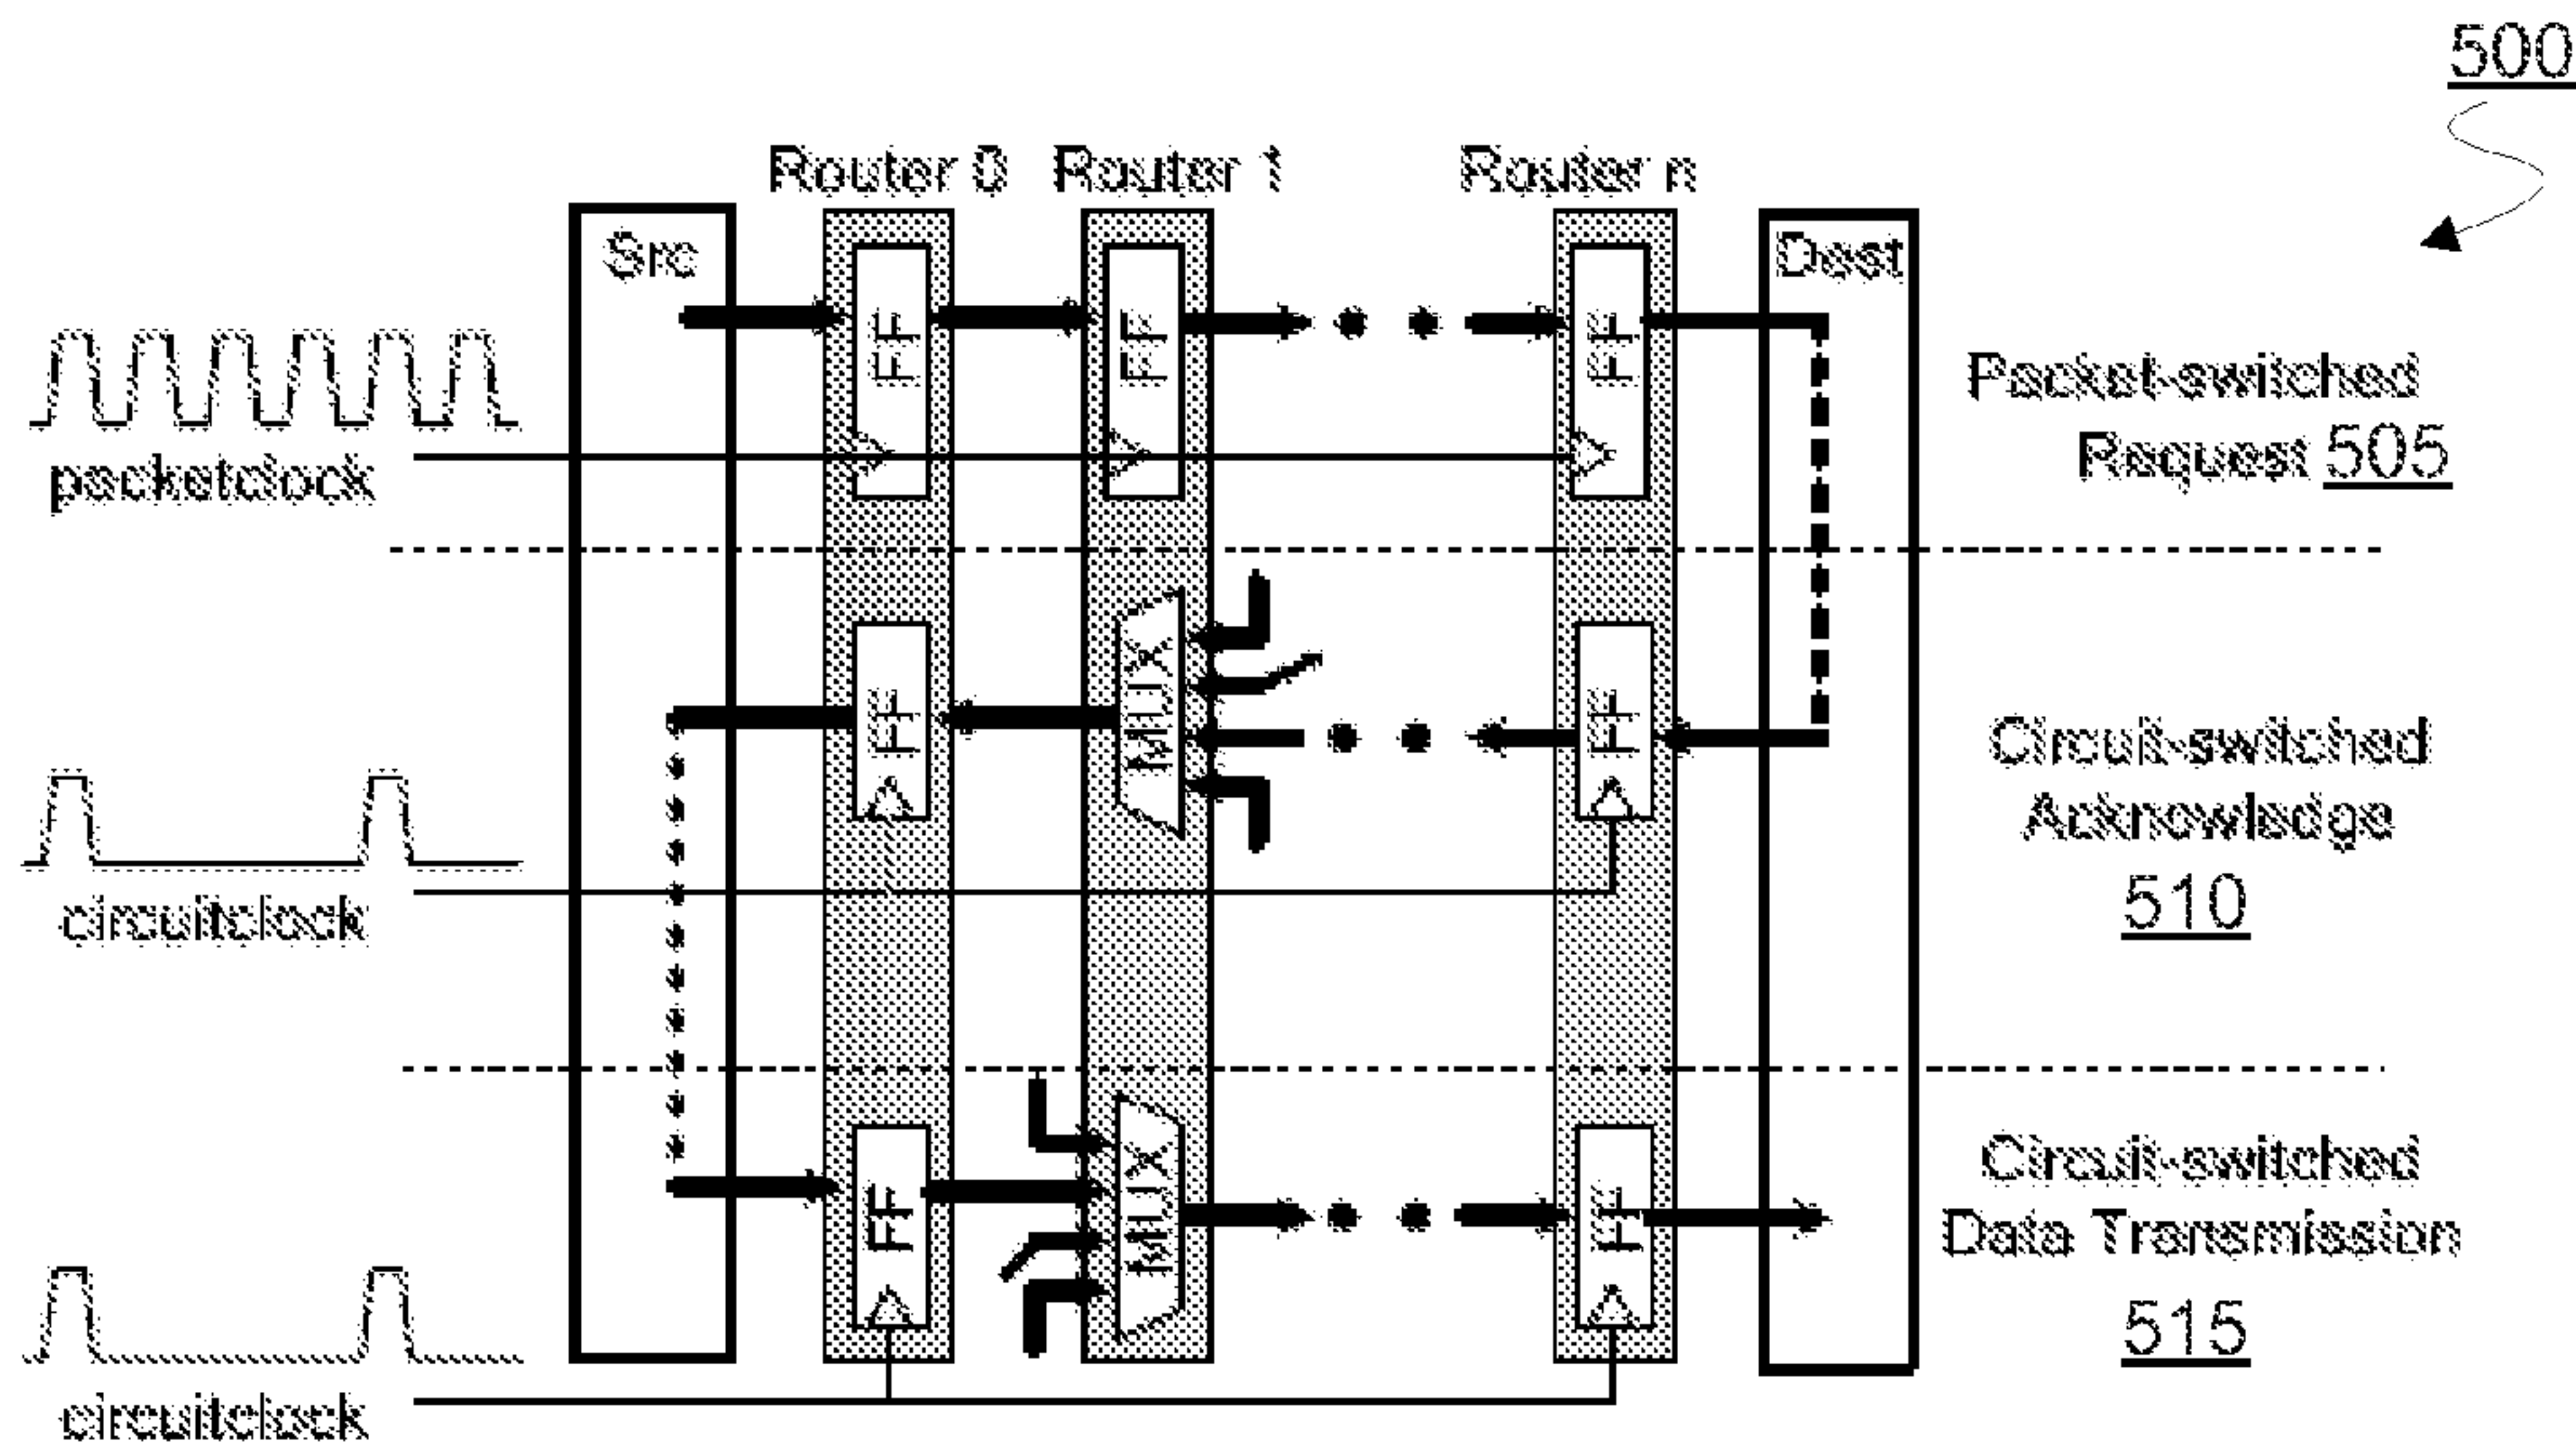 500
Router 0 Router 1 Router n
Src
Dest
FF FF FF
packetclock
Packet-switched
Request 505
FF MUX FF
circuitclock
Circuit-switched
Acknowledge
510
FF MUX FF
circuitclock
Circuit-switched
Data Transmission
515